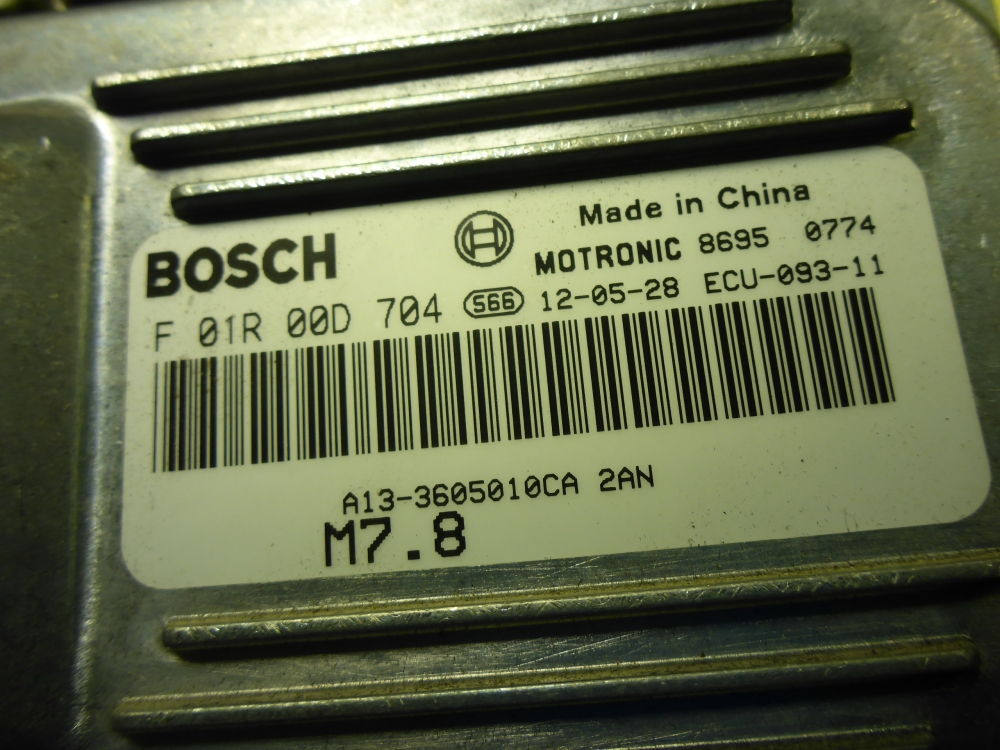 Made in China
BOSCH MOTRONIC 8695 0774
F 01R 00D 704 S66 12-05-28 ECU-093-11
A13-3605010CA 2AN
M7.8